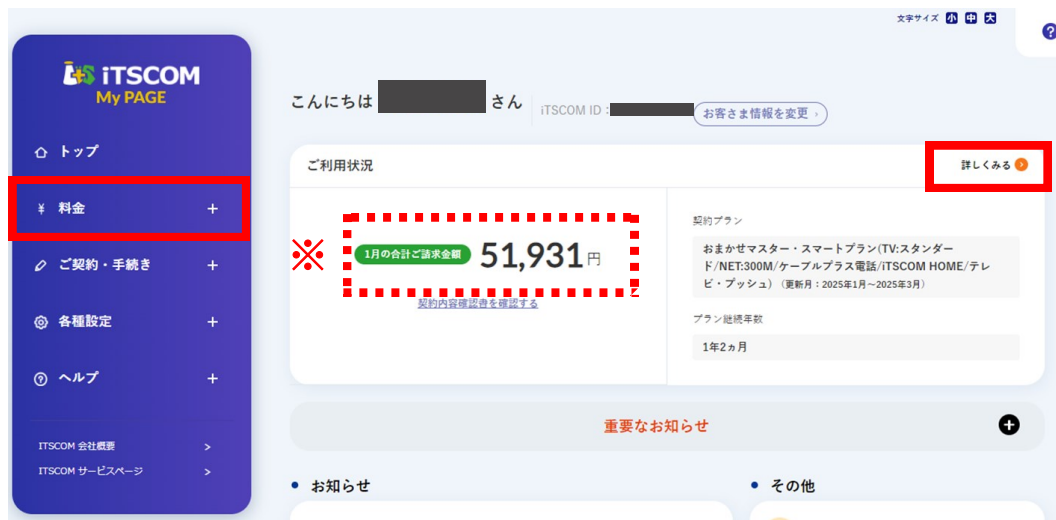 文字サイズ 小 中 大
?
iTSCOM
My PAGE
トップ
¥ 料金 +
ご契約・手続き +
各種設定 +
ヘルプ +
ITSCOM 会社概要 >
ITSCOM サービスページ >
こんにちは さん
iTSCOM ID :
お客さま情報を変更 ›
ご利用状況
詳しくみる
※
1月の合計ご請求金額 51,931 円
契約内容確認書を確認する
契約プラン
おまかせマスター・スマートプラン(TV:スタンダー
ド/NET:300M/ケーブルプラス電話/iTSCOM HOME/テレ
ビ・プッシュ) (更新月:2025年1月~2025年3月)
プラン継続年数
1年2ヵ月
重要なお知らせ
• お知らせ
• その他